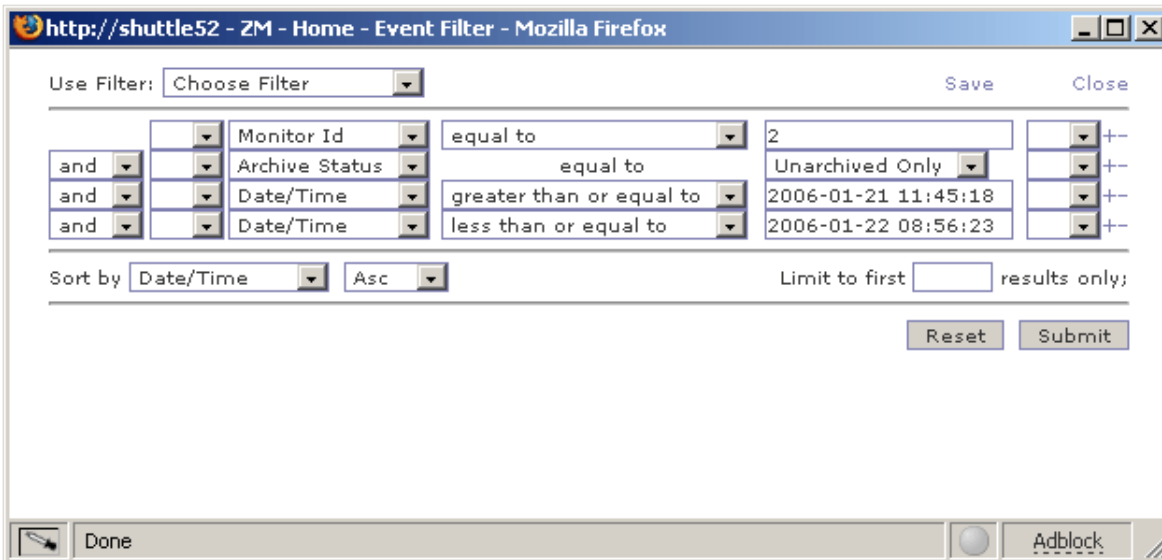 http://shuttle52 - ZM - Home - Event Filter - Mozilla Firefox
Use Filter: Choose Filter Save Close
Monitor Id equal to 2 +-
and Archive Status equal to Unarchived Only +-
and Date/Time greater than or equal to 2006-01-21 11:45:18 +-
and Date/Time less than or equal to 2006-01-22 08:56:23 +-
Sort by Date/Time Asc Limit to first results only;
Reset Submit
Done Adblock